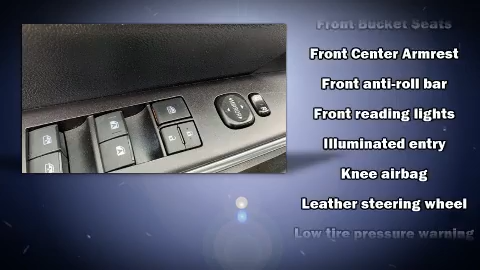 Front Bucket Seats
Front Center Armrest
Front anti-roll bar
Front reading lights
Illuminated entry
Knee airbag
Leather steering wheel
Low tire pressure warning